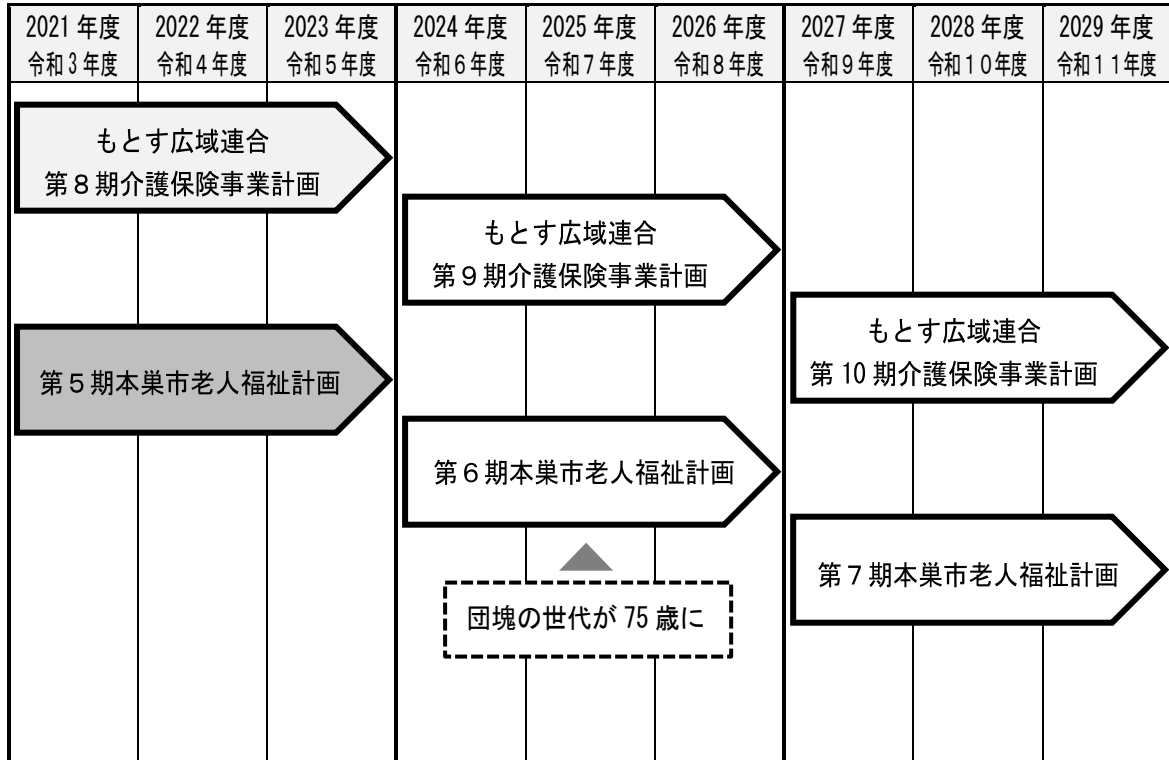 2021 年度 2022 年度 2023 年度 2024 年度 2025 年度 2026 年度 2027 年度 2028 年度 2029 年度
令和3年度 令和4年度 令和5年度 令和6年度 令和7年度 令和8年度 令和9年度 令和10年度 令和11年度
もとす広域連合
第８期介護保険事業計画
もとす広域連合
第９期介護保険事業計画
もとす広域連合
第 10 期介護保険事業計画
第５期本巣市老人福祉計画
第６期本巣市老人福祉計画
第７期本巣市老人福祉計画
団塊の世代が 75 歳に